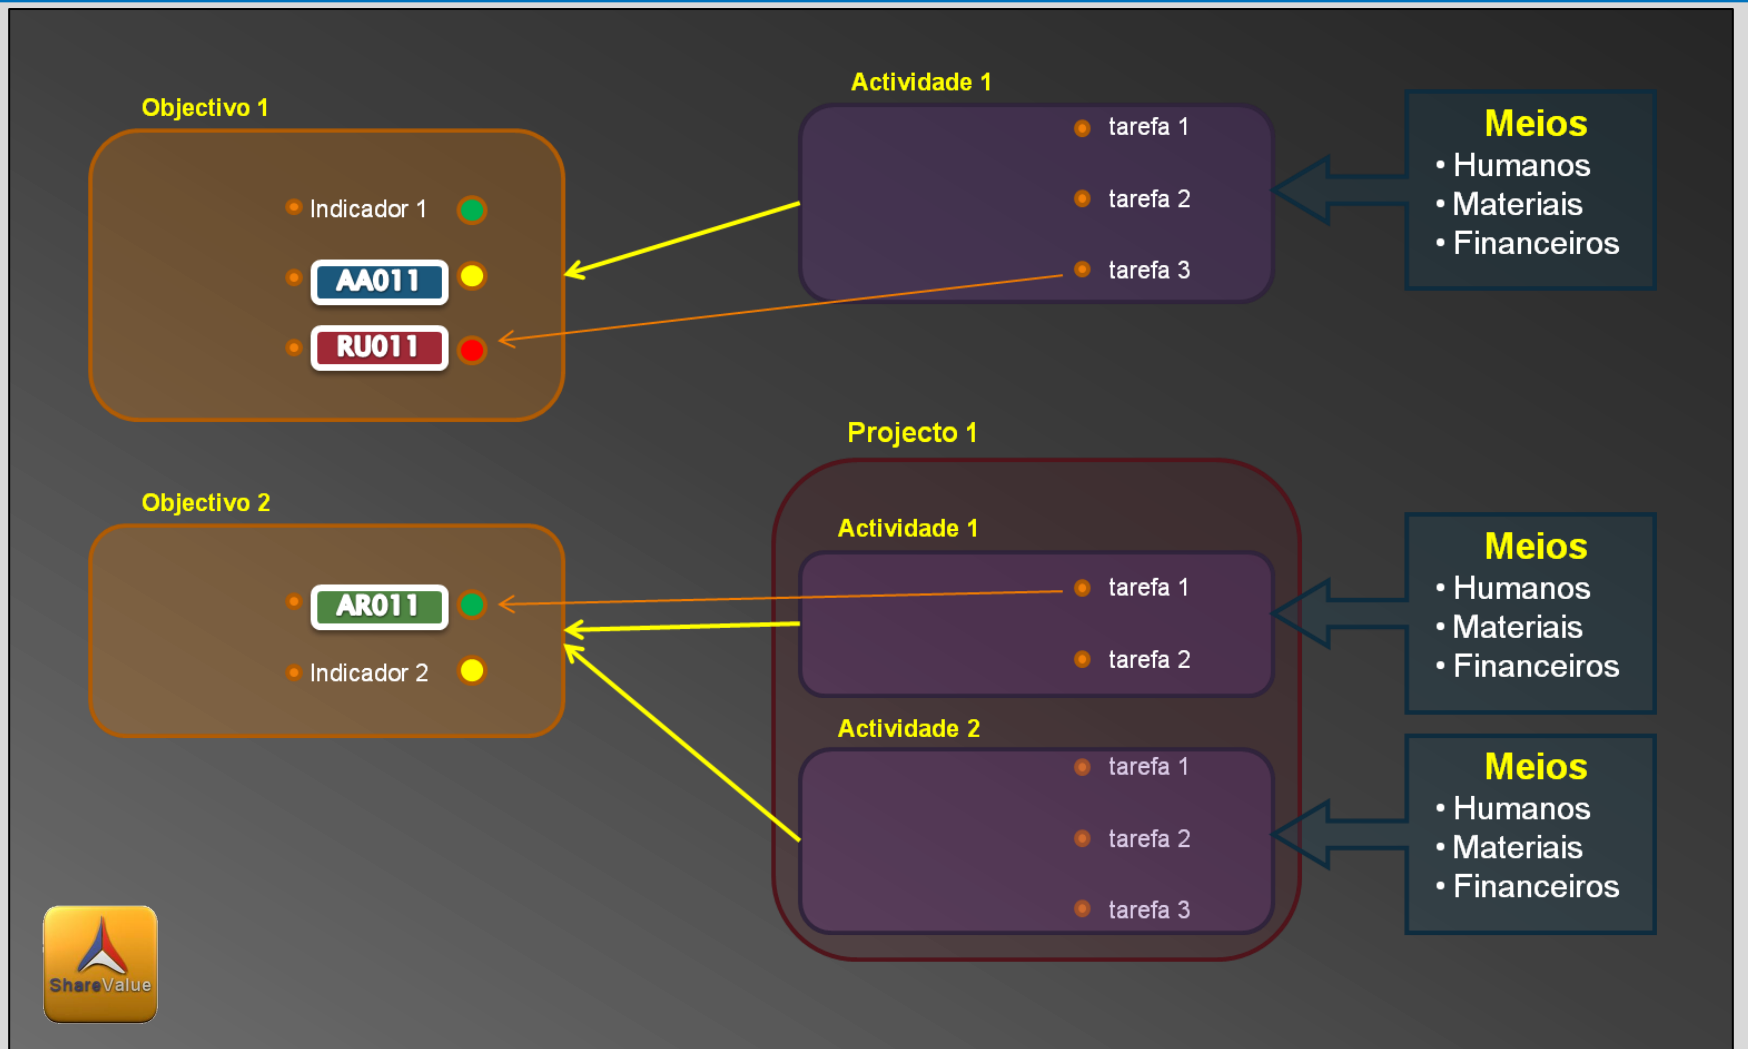 Objectivo 1
Indicador 1
AA011
RU011
Actividade 1
tarefa 1
tarefa 2
tarefa 3
Meios
• Humanos
• Materiais
• Financeiros
Objectivo 2
AR011
Indicador 2
Projecto 1
Actividade 1
tarefa 1
tarefa 2
Meios
• Humanos
• Materiais
• Financeiros
Actividade 2
tarefa 1
tarefa 2
tarefa 3
Meios
• Humanos
• Materiais
• Financeiros
ShareValue